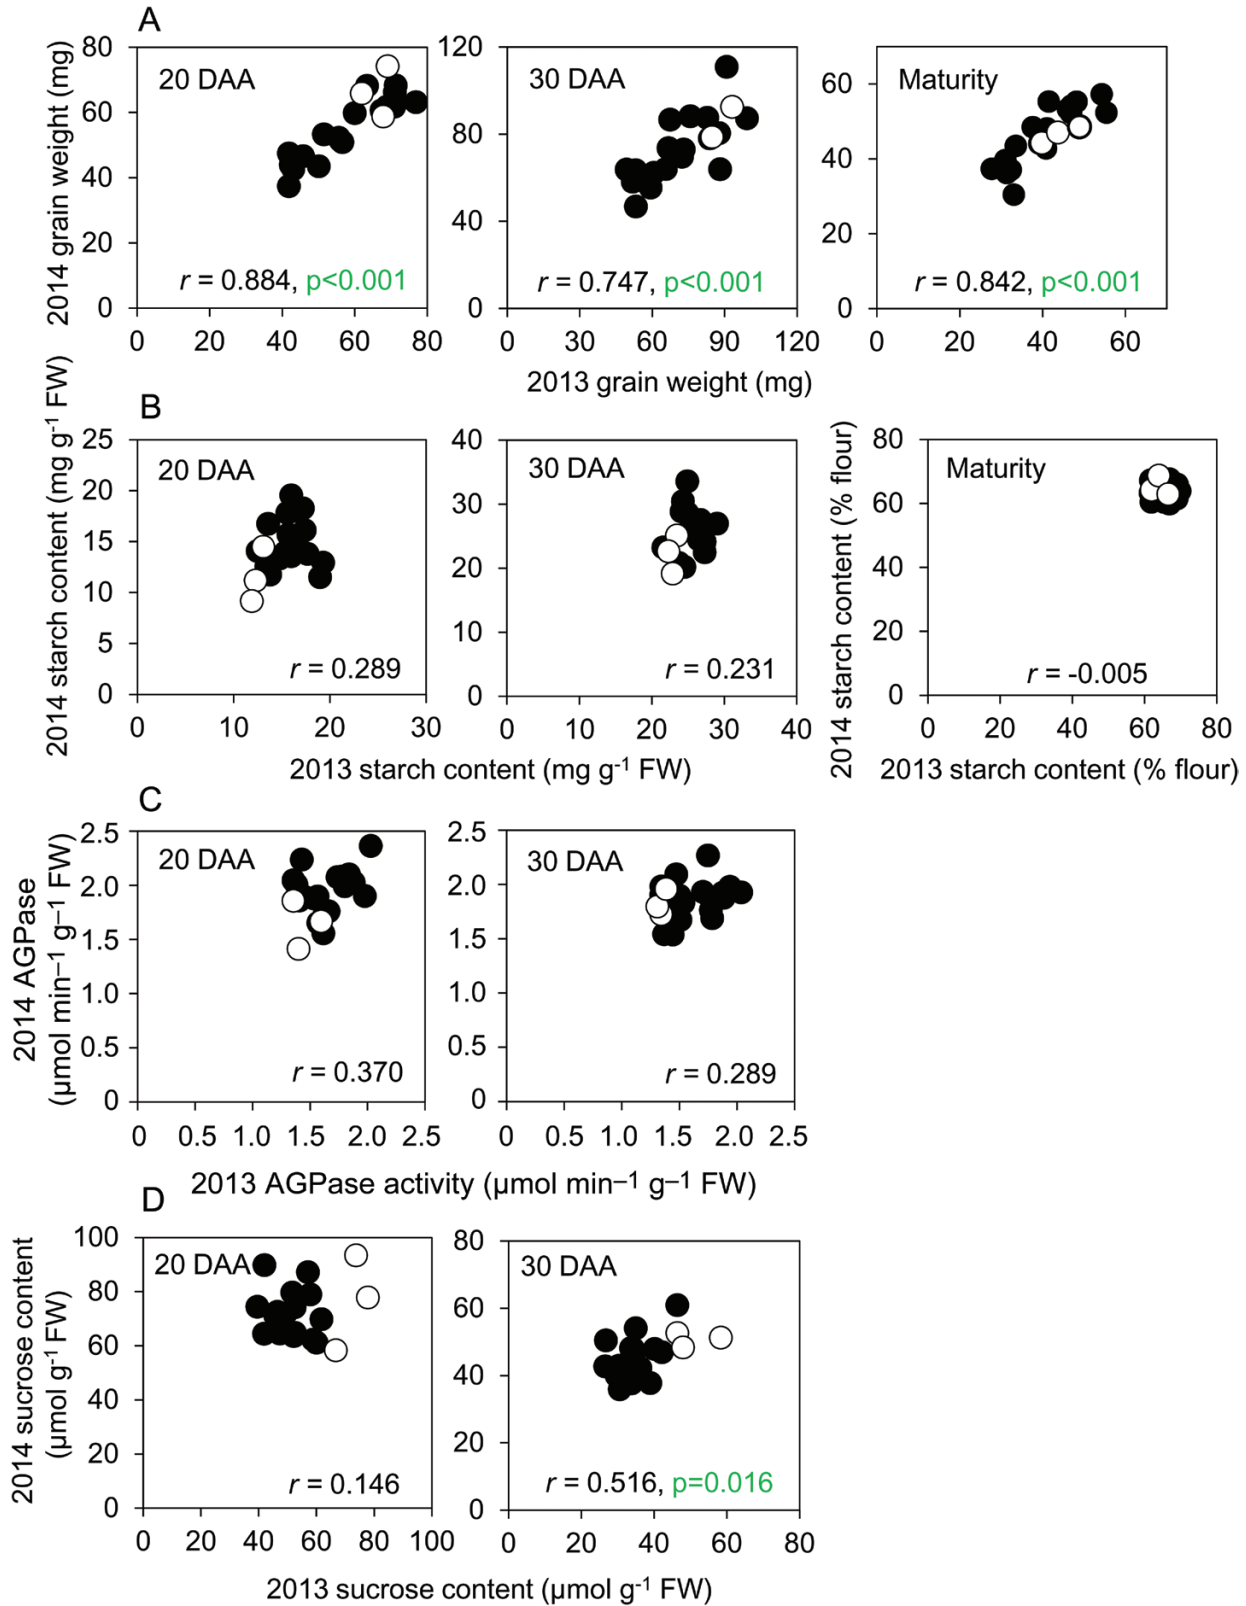 A
2014 grain weight (mg)
80
60
40
20
0
20 DAA
r = 0.884, p<0.001
0 20 40 60 80
120
80
40
0
30 DAA
r = 0.747, p<0.001
0 30 60 90 120
60
40
20
0
Maturity
r = 0.842, p<0.001
0 20 40 60
2013 grain weight (mg)
B
2014 starch content (mg g⁻¹ FW)
25
20
15
10
5
0
20 DAA
r = 0.289
0 10 20 30
40
30
20
10
0
30 DAA
r = 0.231
0 10 20 30 40
2013 starch content (mg g⁻¹ FW)
2014 starch content (% flour)
80
60
40
20
0
Maturity
r = -0.005
0 20 40 60 80
2013 starch content (% flour)
C
2014 AGPase
(µmol min⁻¹ g⁻¹ FW)
2.5
2.0
1.5
1.0
0.5
0
20 DAA
r = 0.370
0 0.5 1.0 1.5 2.0 2.5
2.5
2.0
1.5
1.0
0.5
0
30 DAA
r = 0.289
0 0.5 1.0 1.5 2.0 2.5
2013 AGPase activity (µmol min⁻¹ g⁻¹ FW)
D
2014 sucrose content
(µmol g⁻¹ FW)
100
80
60
40
20
0
20 DAA
r = 0.146
0 20 40 60 80 100
80
60
40
20
0
30 DAA
r = 0.516, p=0.016
0 20 40 60 80
2013 sucrose content (µmol g⁻¹ FW)